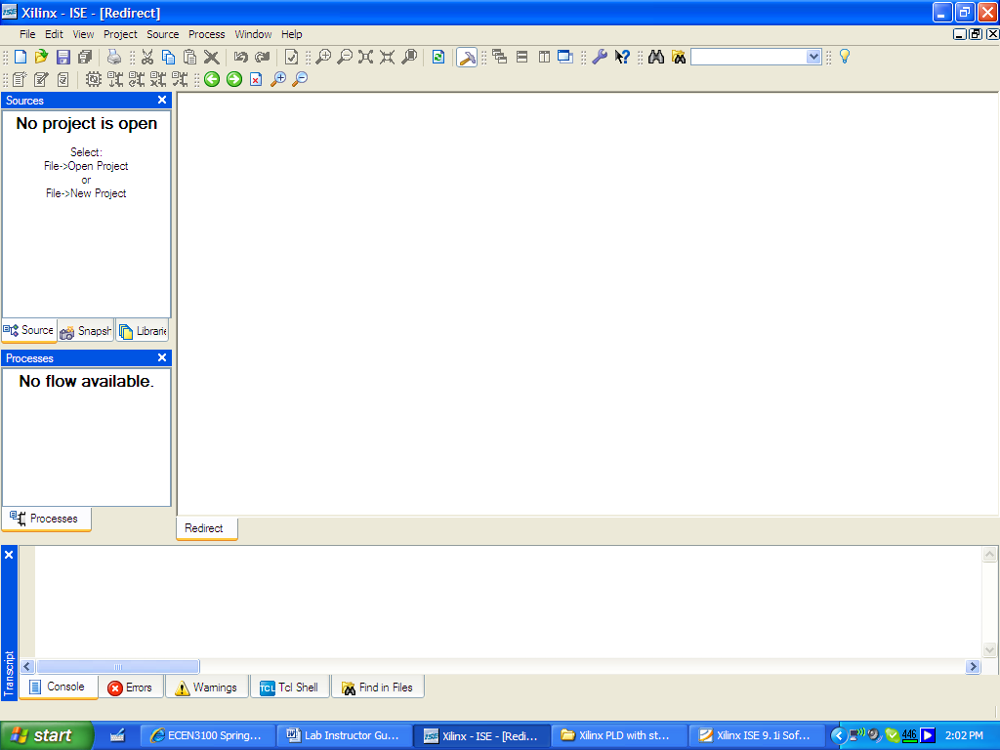 Xilinx - ISE - [Redirect]
File Edit View Project Source Process Window Help
Sources
No project is open
Select:
File->Open Project
or
File->New Project
Source Snapsh Librarie
Processes
No flow available.
Processes
Redirect
Transcript
Console Errors Warnings TCL Tcl Shell Find in Files
start ECEN3100 Spring... Lab Instructor Gu... ISE Xilinx - ISE - [Redi... Xilinx PLD with st... Xilinx ISE 9.1i Sof... 446 2:02 PM